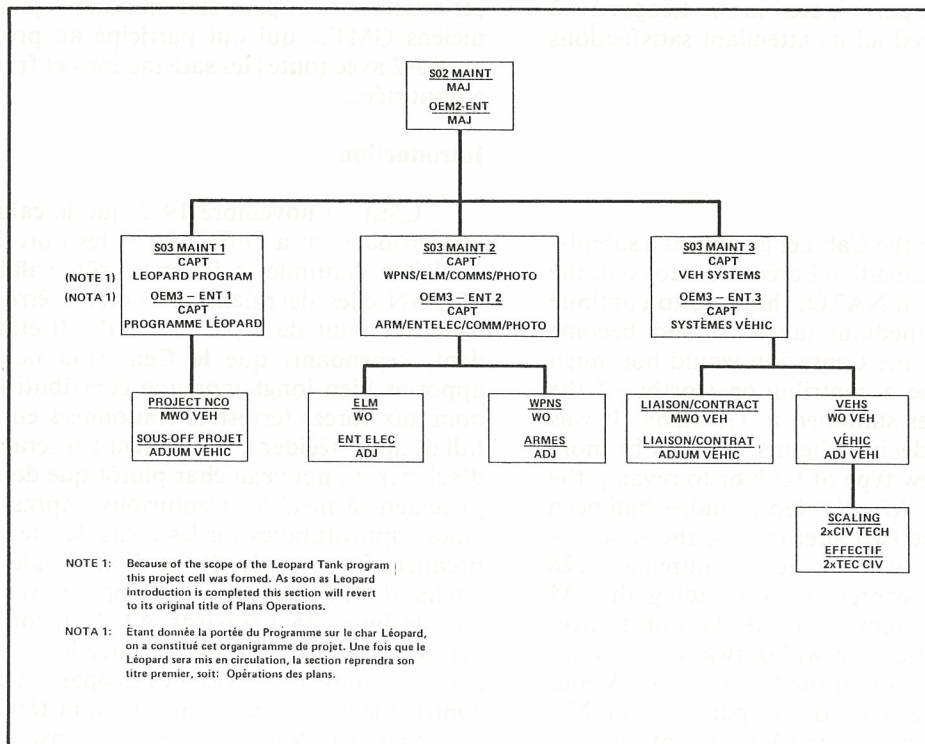 S02 MAINT
MAJ
OEM2-ENT
MAJ
S03 MAINT 1
CAPT
LEOPARD PROGRAM
OEM3 – ENT 1
CAPT
PROGRAMME LÉOPARD
(NOTE 1)
(NOTA 1)
S03 MAINT 2
CAPT
WPNS/ELM/COMMS/PHOTO
OEM3 – ENT 2
CAPT
ARM/ENTELEC/COMM/PHOTO
S03 MAINT 3
CAPT
VEH SYSTEMS
OEM3 – ENT 3
CAPT
SYSTÈMES VÉHIC
PROJECT NCO
MWO VEH
SOUS-OFF PROJET
ADJUM VÉHIC
ELM
WO
ENT ELEC
ADJ
WPNS
WO
ARMES
ADJ
LIAISON/CONTRACT
MWO VEH
LIAISON/CONTRAT
ADJUM VÉHIC
VEHS
WO VEH
VÉHIC
ADJ VÉHI
SCALING
2xCIV TECH
EFFECTIF
2xTEC CIV
NOTE 1: Because of the scope of the Leopard Tank program
this project cell was formed. As soon as Leopard
introduction is completed this section will revert
to its original title of Plans Operations.
NOTA 1: Étant donnée la portée du Programme sur le char Léopard,
on a constitué cet organigramme de projet. Une fois que le
Léopard sera mis en circulation, la section reprendra son
titre premier, soit: Opérations des plans.